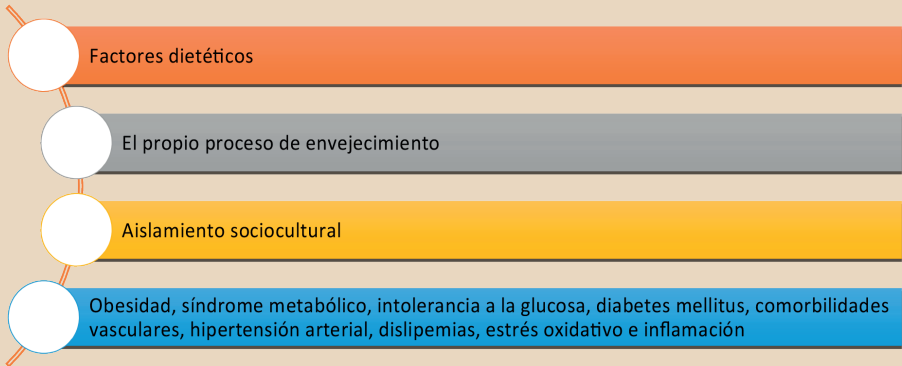 Factores dietéticos
El propio proceso de envejecimiento
Aislamiento sociocultural
Obesidad, síndrome metabólico, intolerancia a la glucosa, diabetes mellitus, comorbilidades
vasculares, hipertensión arterial, dislipemias, estrés oxidativo e inflamación